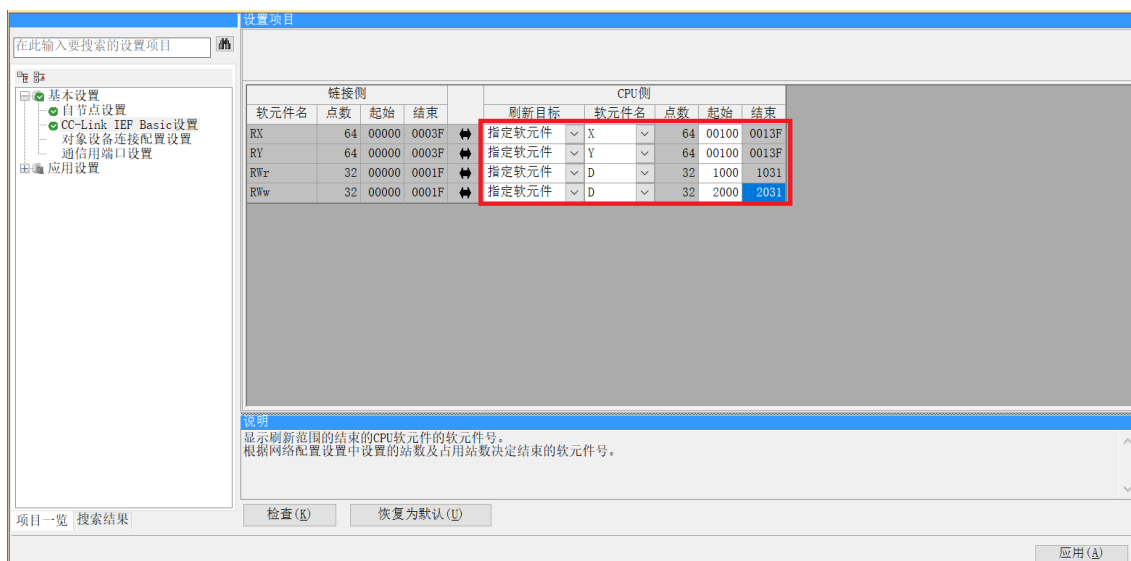 设置项目
在此输入要搜索的设置项目
基本设置
自节点设置
CC-Link IEF Basic设置
对象设备连接配置设置
通信用端口设置
应用设置
链接侧 CPU侧
软元件名 点数 起始 结束 刷新目标 软元件名 点数 起始 结束
RX 64 00000 0003F 指定软元件 X 64 00100 0013F
RY 64 00000 0003F 指定软元件 Y 64 00100 0013F
RWr 32 00000 0001F 指定软元件 D 32 1000 1031
RWw 32 00000 0001F 指定软元件 D 32 2000 2031
说明
显示刷新范围的结束的CPU软元件的软元件号。
根据网络配置设置中设置的站数及占用站数决定结束的软元件号。
项目一览 搜索结果
检查(K) 恢复为默认(U)
应用(A)